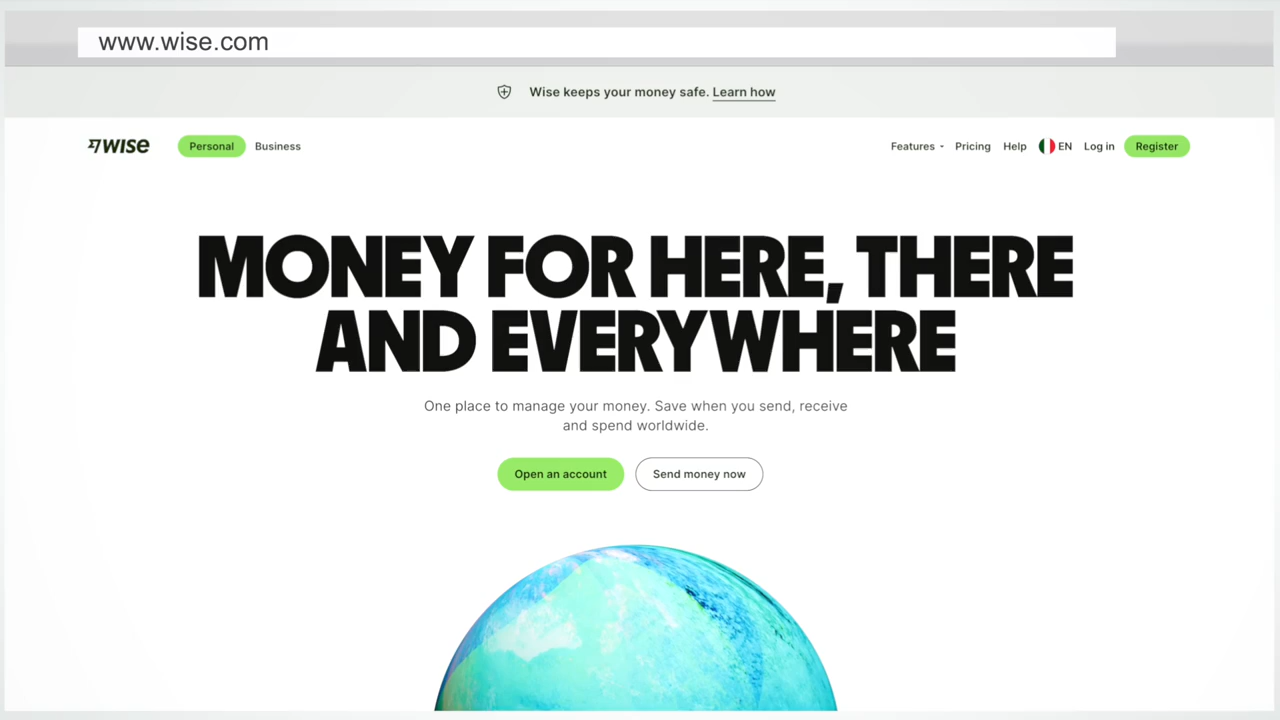 www.wise.com
Wise keeps your money safe. Learn how
WISE Personal Business Features Pricing Help EN Log in Register
MONEY FOR HERE, THERE
AND EVERYWHERE
One place to manage your money. Save when you send, receive
and spend worldwide.
Open an account Send money now